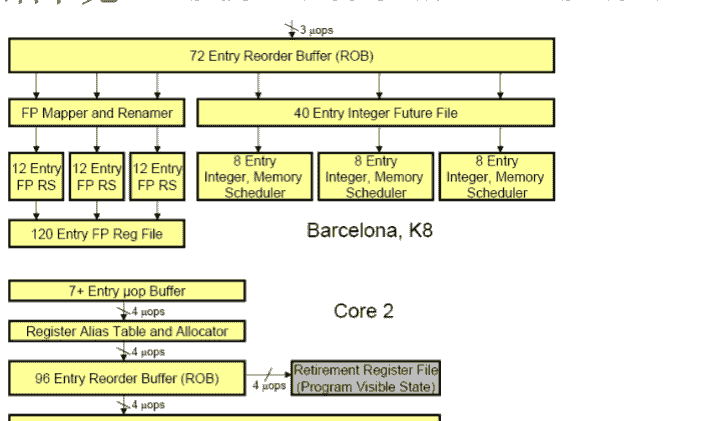 3 µops
72 Entry Reorder Buffer (ROB)
FP Mapper and Renamer
40 Entry Integer Future File
12 Entry
FP RS
12 Entry
FP RS
12 Entry
FP RS
8 Entry
Integer, Memory
Scheduler
8 Entry
Integer, Memory
Scheduler
8 Entry
Integer, Memory
Scheduler
120 Entry FP Reg File
Barcelona, K8
7+ Entry µop Buffer
Core 2
4 µops
Register Alias Table and Allocator
4 µops
96 Entry Reorder Buffer (ROB)
4 µops
Retirement Register File
(Program Visible State)
4 µops